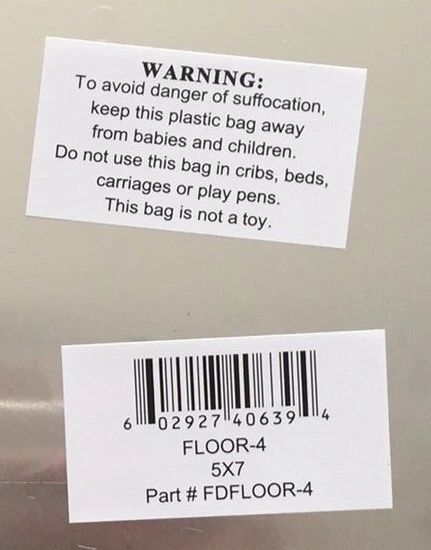 WARNING:
To avoid danger of suffocation,
keep this plastic bag away
from babies and children.
Do not use this bag in cribs, beds,
carriages or play pens.
This bag is not a toy.
6 02927 40639 4
FLOOR-4
5X7
Part # FDFLOOR-4